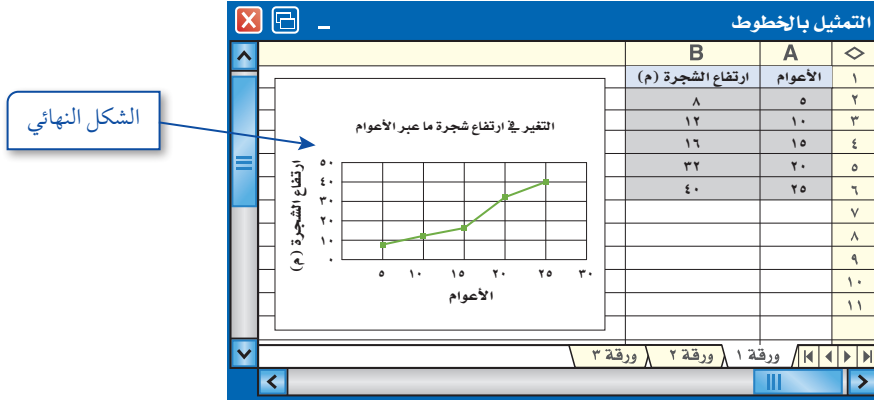 التمثيل بالخطوط
A B
١ الأعوام ارتفاع الشجرة (م)
٢ ٥ ٨
٣ ١٠ ١٢
٤ ١٥ ١٦
٥ ٢٠ ٣٢
٦ ٢٥ ٤٠
٧
٨
٩
١٠
١١
التغير في ارتفاع شجرة ما عبر الأعوام
ارتفاع الشجرة (م)
٥٠
٤٠
٣٠
٢٠
١٠
٠
٥ ١٠ ١٥ ٢٠ ٢٥ ٣٠
الأعوام
الشكل النهائي
ورقة ١ ورقة ٢ ورقة ٣